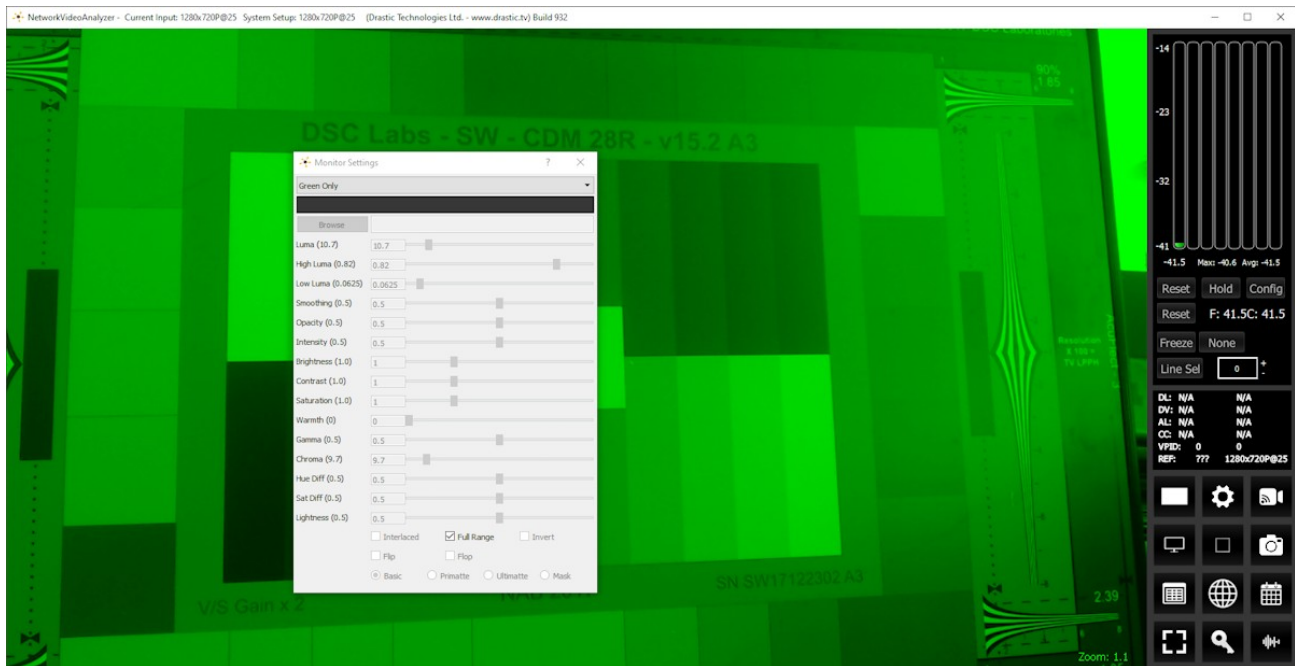 NetworkVideoAnalyzer - Current Input: 1280x720P@25 System Setup: 1280x720P@25 (Drastic Technologies Ltd. - www.drastic.tv) Build 932
Laboratories
90%
1.85
DSC Labs - SW - CDM 28R - v15.2 A3
Monitor Settings ?
Green Only
Browse
Luma (10.7) 10.7
High Luma (0.82) 0.82
Low Luma (0.0625) 0.0625
Smoothing (0.5) 0.5
Opacity (0.5) 0.5
Intensity (0.5) 0.5
Brightness (1.0) 1
Contrast (1.0) 1
Saturation (1.0) 1
Warmth (0) 0
Gamma (0.5) 0.5
Chroma (9.7) 9.7
Hue Diff (0.5) 0.5
Sat Diff (0.5) 0.5
Lightness (0.5) 0.5
Interlaced Full Range Invert
Flip Flop
Basic Primatte Ultimatte Mask
Resolution
X 100 =
TV LPPH
V/S Gain x 2
SN SW17122302 A3
2.39
Zoom: 1.1
-14
-23
-32
-41
-41.5 Max: -40.6 Avg: -41.5
Reset Hold Config
Reset F: 41.5C: 41.5
Freeze None
Line Sel 0 + -
DL: N/A N/A
DV: N/A N/A
AL: N/A N/A
CC: N/A N/A
VPID: 0 0
REF: ??? 1280x720P@25